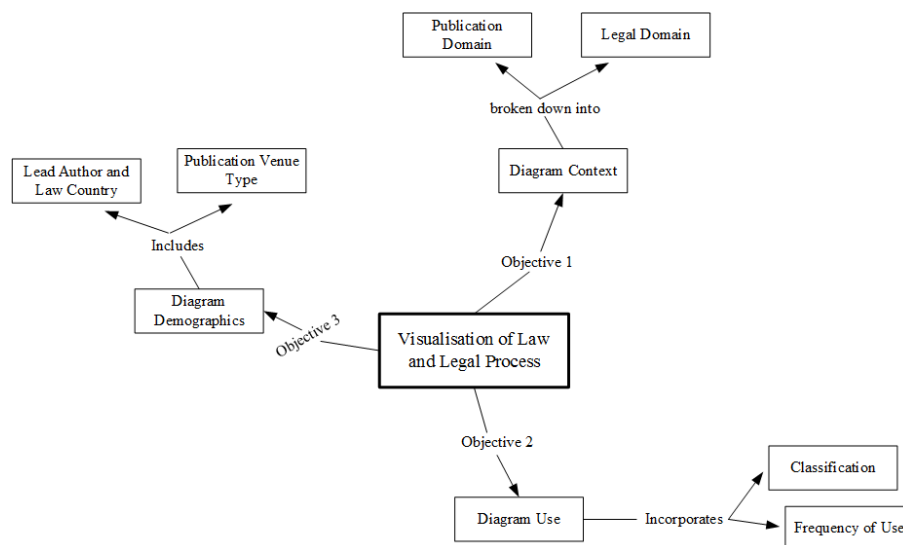 Publication
Domain
Legal Domain
broken down into
Diagram Context
Lead Author and
Law Country
Publication Venue
Type
Includes
Diagram
Demographics
Objective 1
Objective 3
Visualisation of Law
and Legal Process
Objective 2
Diagram Use
Incorporates
Classification
Frequency of Use